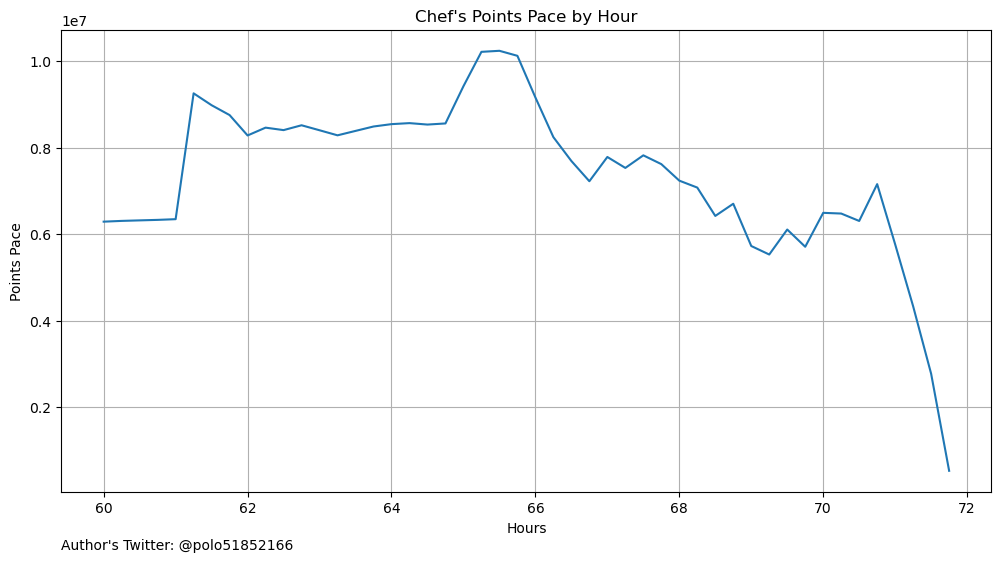 Chef's Points Pace by Hour
1e7
1.0
0.8
0.6
0.4
0.2
Points Pace
60 62 64 66 68 70 72
Hours
Author's Twitter: @polo51852166